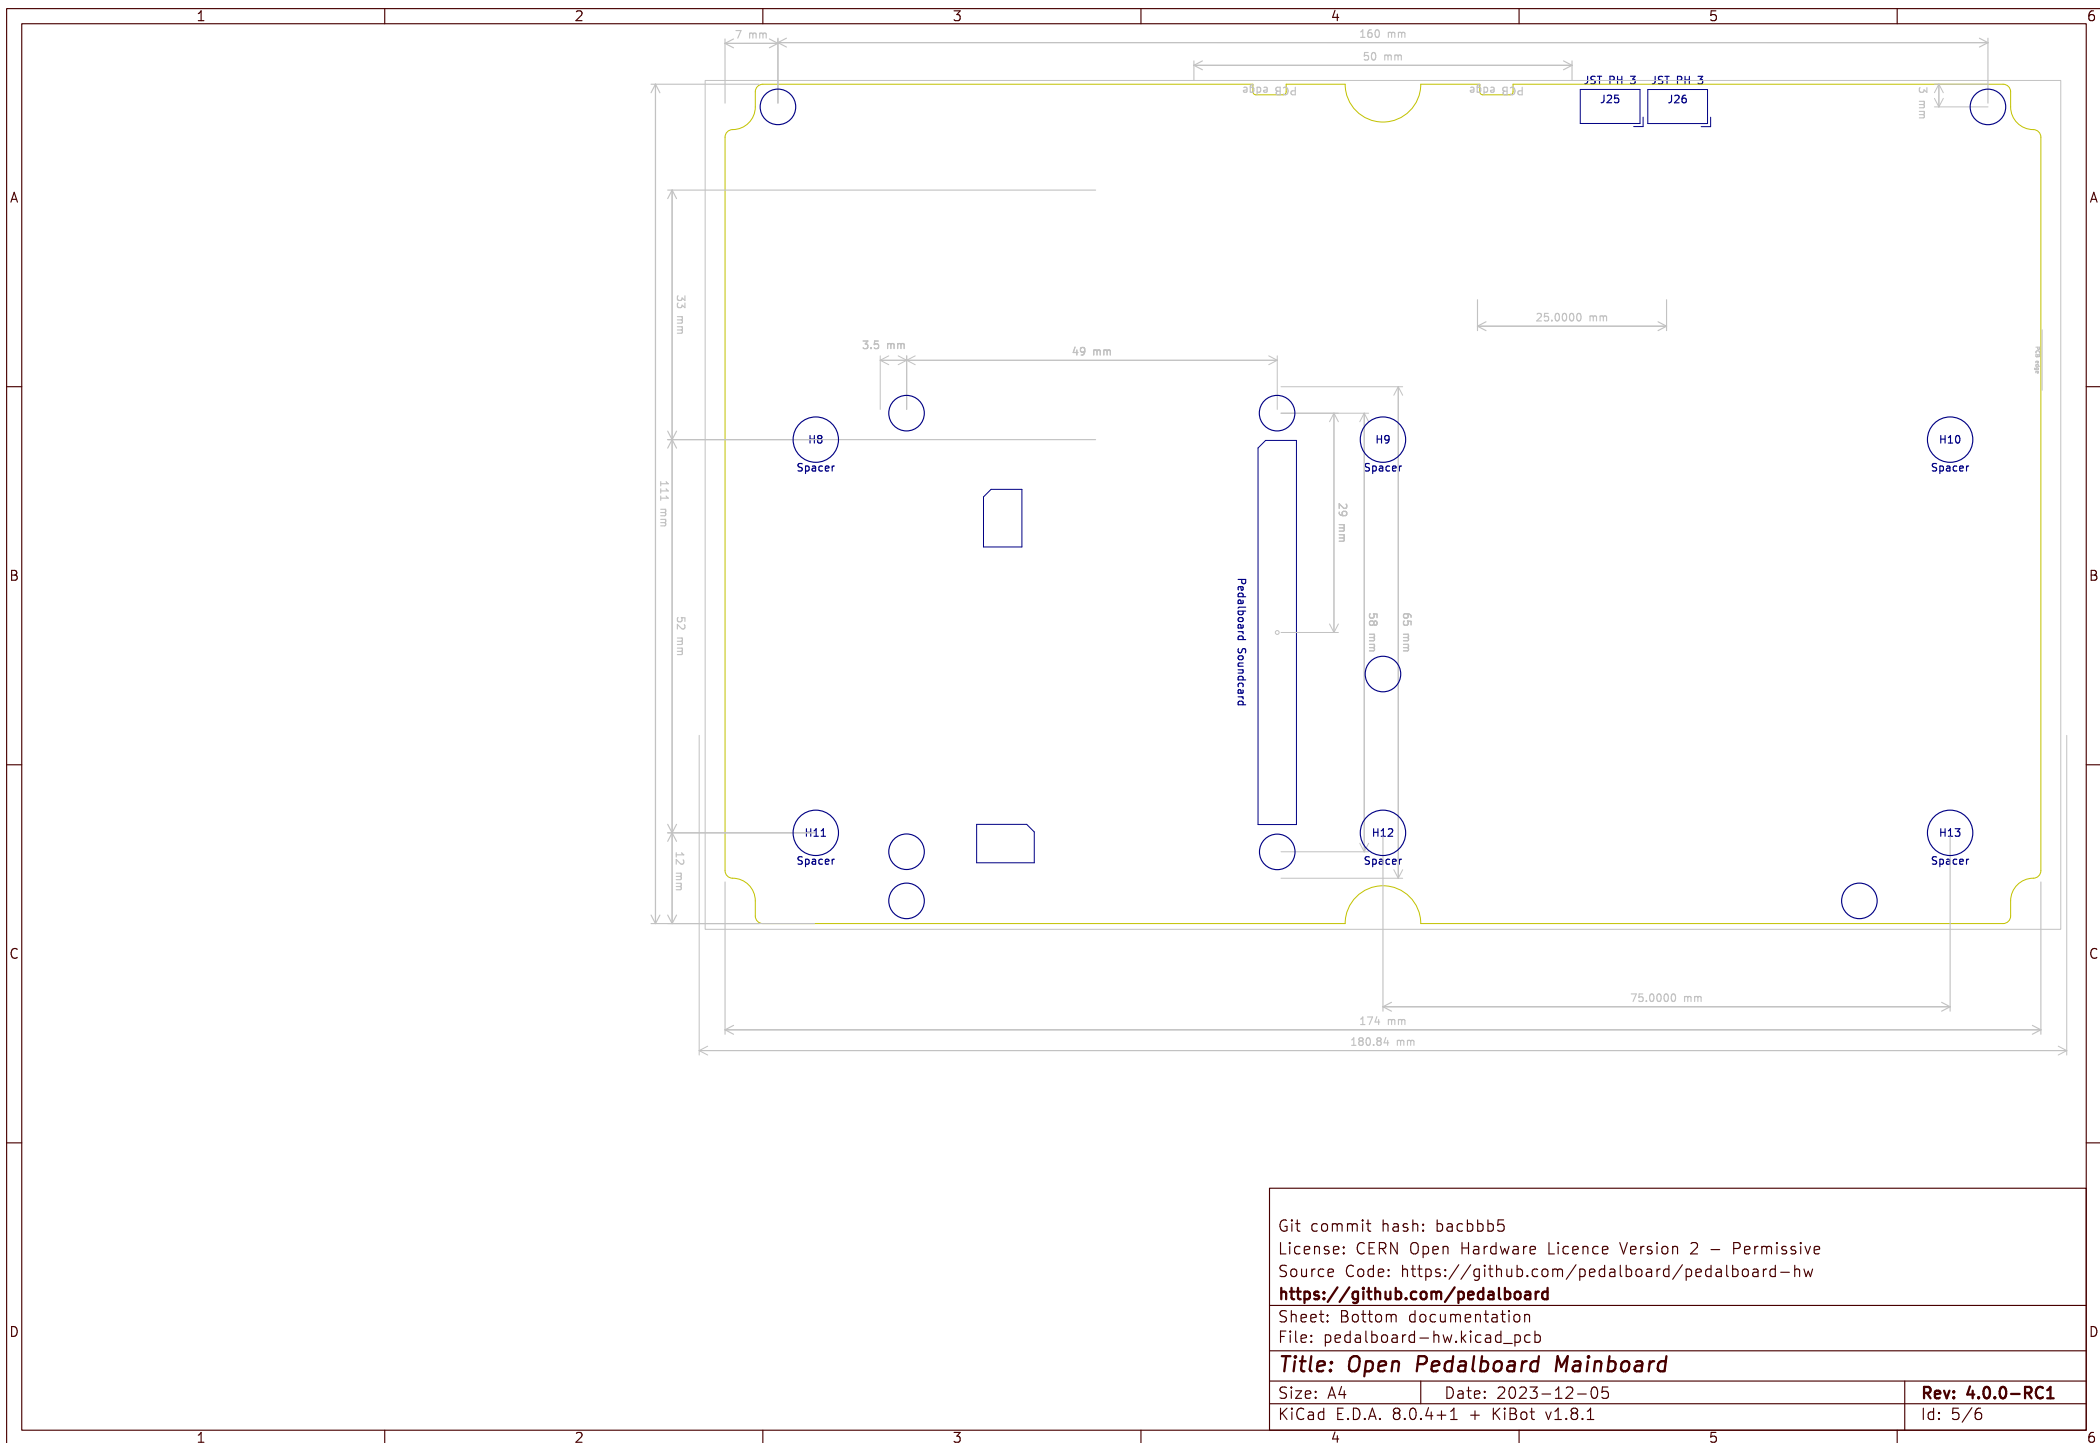 1 2 3 4 5 6
7 mm
160 mm
50 mm
JST PH 3 JST PH 3
PCB edge PCB edge
J25 J26
3 mm
A A
33 mm
25.0000 mm
3.5 mm
49 mm
PCB edge
H8 H9 H10
Spacer Spacer Spacer
111 mm
29 mm
B B
Pedalboard Soundcard
52 mm
58 mm
65 mm
H11 H12 H13
Spacer Spacer Spacer
12 mm
C C
75.0000 mm
174 mm
180.84 mm
Git commit hash: bacbbb5
License: CERN Open Hardware Licence Version 2 - Permissive
Source Code: https://github.com/pedalboard/pedalboard-hw
https://github.com/pedalboard
Sheet: Bottom documentation
File: pedalboard-hw.kicad_pcb
D D
Title: Open Pedalboard Mainboard
Size: A4 Date: 2023-12-05 Rev: 4.0.0-RC1
KiCad E.D.A. 8.0.4+1 + KiBot v1.8.1 Id: 5/6
1 2 3 4 5 6